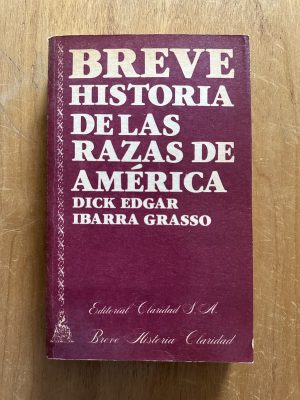 BREVE
HISTORIA
DE LAS
RAZAS DE
AMÉRICA
DICK EDGAR
IBARRA GRASSO
Editorial Claridad S.A.
Breve Historia Claridad